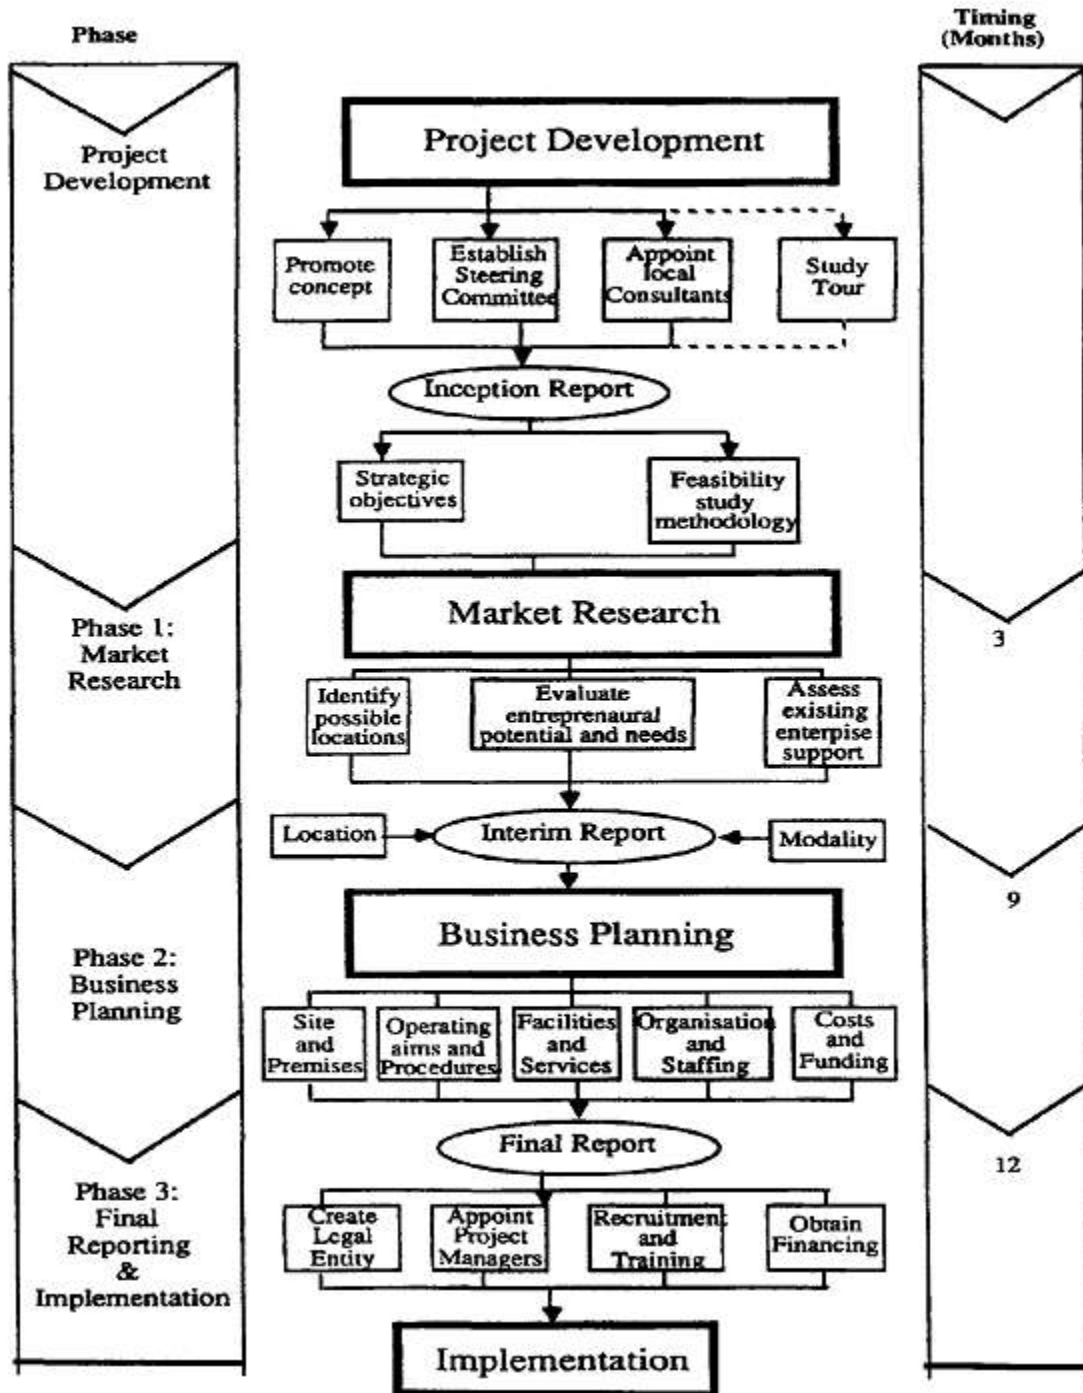 Phase
Timing
(Months)
Project Development
Project
Development
Promote
concept
Establish
Steering
Committee
Appoint
local
Consultants
Study
Tour
Inception Report
Strategic
objectives
Feasibility
study
methodology
Market Research
Phase 1:
Market
Research
3
Identify
possible
locations
Evaluate
entreprenaural
potential and needs
Assess
existing
enterpise
support
Location
Interim Report
Modality
9
Business Planning
Phase 2:
Business
Planning
Site
and
Premises
Operating
aims and
Procedures
Facilities
and
Services
Organisation
and
Staffing
Costs
and
Funding
Final Report
12
Phase 3:
Final
Reporting
&
Implementation
Create
Legal
Entity
Appoint
Project
Managers
Recruitment
and
Training
Obtain
Financing
Implementation